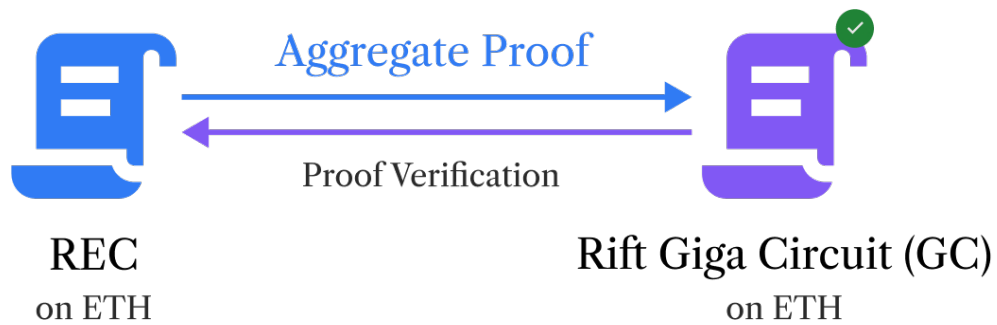 Aggregate Proof
Proof Verification
REC
on ETH
Rift Giga Circuit (GC)
on ETH